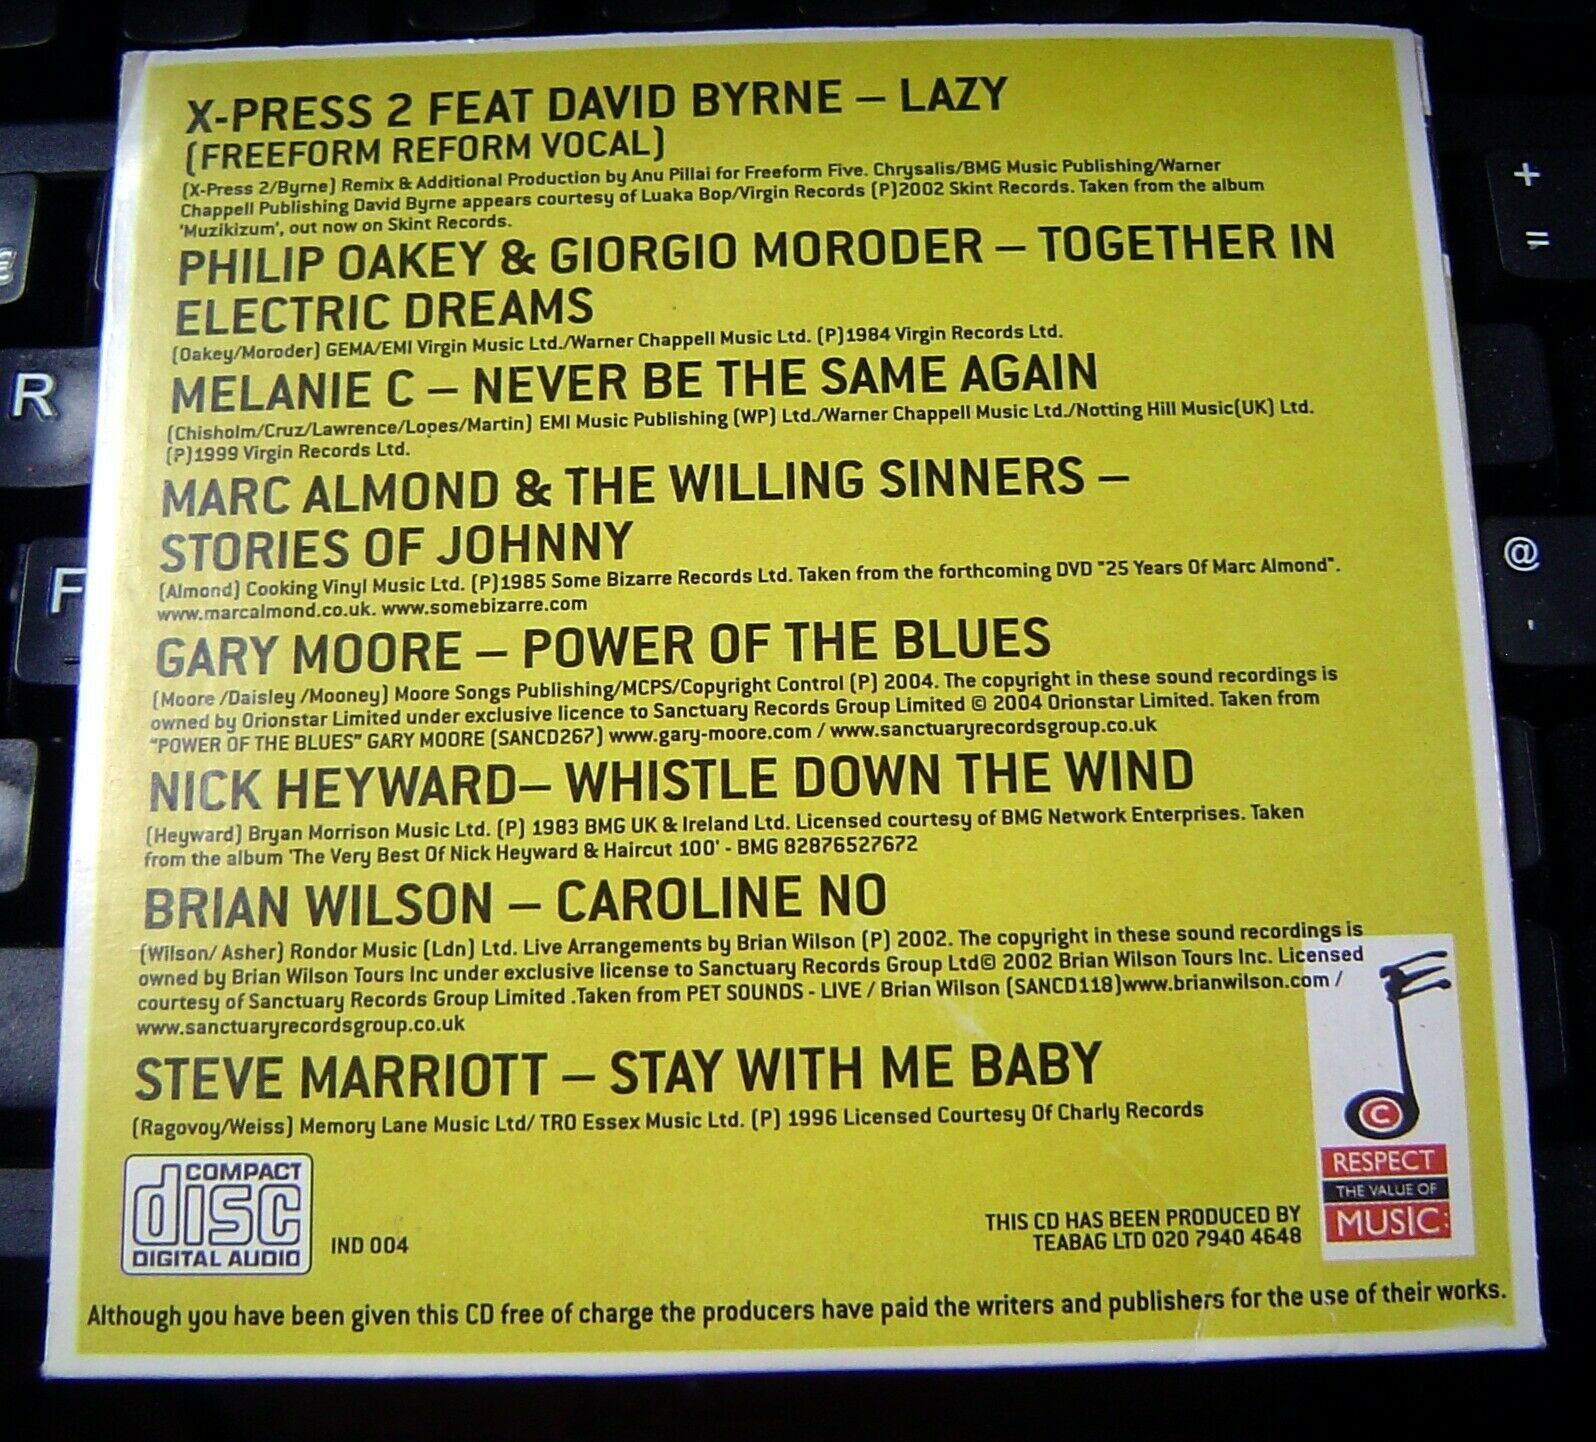 X-PRESS 2 FEAT DAVID BYRNE – LAZY
(FREEFORM REFORM VOCAL)
(X-Press 2/Byrne) Remix & Additional Production by Anu Pillai for Freeform Five. Chrysalis/BMG Music Publishing/Warner
Chappell Publishing David Byrne appears courtesy of Luaka Bop/Virgin Records (P)2002 Skint Records. Taken from the album
'Muzikizum', out now on Skint Records.
PHILIP OAKEY & GIORGIO MORODER – TOGETHER IN
ELECTRIC DREAMS
(Oakey/Moroder) GEMA/EMI Virgin Music Ltd./Warner Chappell Music Ltd. (P)1984 Virgin Records Ltd.
MELANIE C – NEVER BE THE SAME AGAIN
(Chisholm/Cruz/Lawrence/Lopes/Martin) EMI Music Publishing (WP) Ltd./Warner Chappell Music Ltd./Notting Hill Music(UK) Ltd.
(P)1999 Virgin Records Ltd.
MARC ALMOND & THE WILLING SINNERS –
STORIES OF JOHNNY
(Almond) Cooking Vinyl Music Ltd. (P)1985 Some Bizarre Records Ltd. Taken from the forthcoming DVD "25 Years Of Marc Almond".
www.marcalmond.co.uk. www.somebizarre.com
GARY MOORE – POWER OF THE BLUES
(Moore /Daisley /Mooney) Moore Songs Publishing/MCPS/Copyright Control (P) 2004. The copyright in these sound recordings is
owned by Orionstar Limited under exclusive licence to Sanctuary Records Group Limited © 2004 Orionstar Limited. Taken from
"POWER OF THE BLUES" GARY MOORE (SANCD267) www.gary-moore.com / www.sanctuaryrecordsgroup.co.uk
NICK HEYWARD– WHISTLE DOWN THE WIND
(Heyward) Bryan Morrison Music Ltd. (P) 1983 BMG UK & Ireland Ltd. Licensed courtesy of BMG Network Enterprises. Taken
from the album 'The Very Best Of Nick Heyward & Haircut 100' - BMG 82876527672
BRIAN WILSON – CAROLINE NO
(Wilson/ Asher) Rondor Music (Ldn) Ltd. Live Arrangements by Brian Wilson (P) 2002. The copyright in these sound recordings is
owned by Brian Wilson Tours Inc under exclusive license to Sanctuary Records Group Ltd© 2002 Brian Wilson Tours Inc. Licensed
courtesy of Sanctuary Records Group Limited .Taken from PET SOUNDS - LIVE / Brian Wilson (SANCD118)www.brianwilson.com /
www.sanctuaryrecordsgroup.co.uk
STEVE MARRIOTT – STAY WITH ME BABY
(Ragovoy/Weiss) Memory Lane Music Ltd/ TRO Essex Music Ltd. (P) 1996 Licensed Courtesy Of Charly Records
COMPACT
disc
DIGITAL AUDIO
IND 004
THIS CD HAS BEEN PRODUCED BY
TEABAG LTD 020 7940 4648
C
RESPECT
THE VALUE OF
MUSIC:
Although you have been given this CD free of charge the producers have paid the writers and publishers for the use of their works.
€
R
F
+
=
@
'